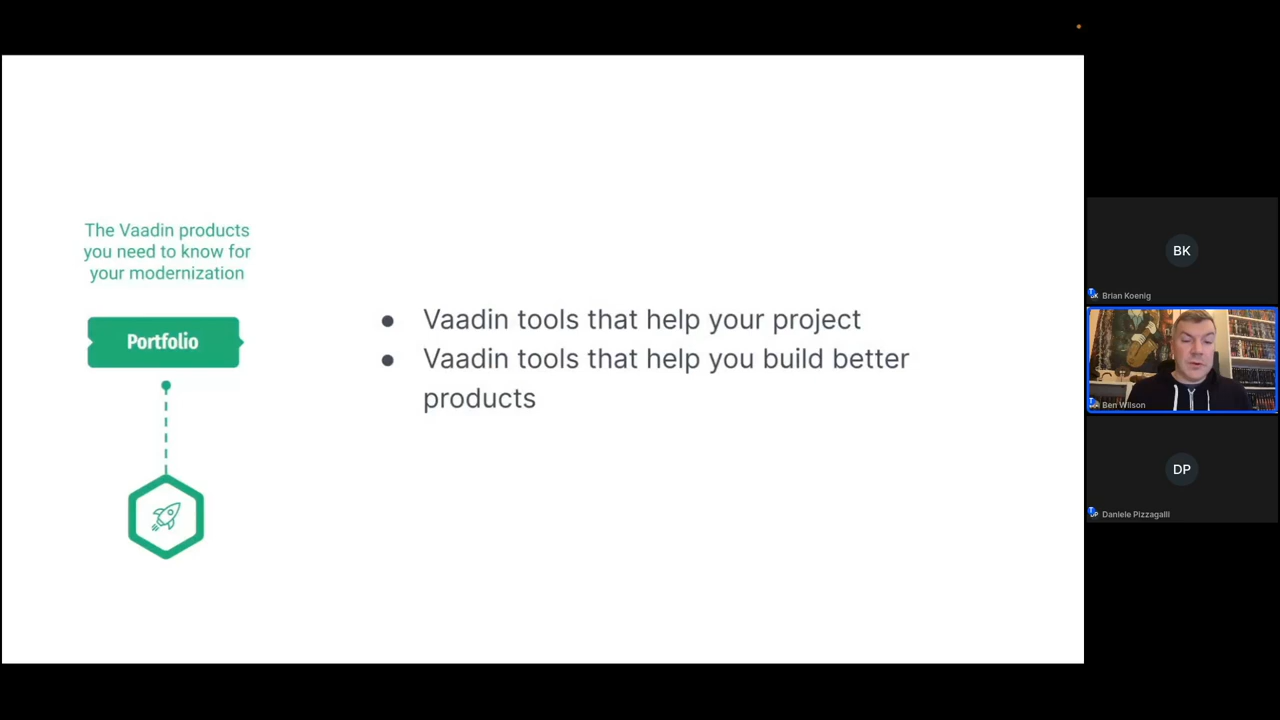 The Vaadin products
you need to know for
your modernization
Portfolio
● Vaadin tools that help your project
● Vaadin tools that help you build better
products
BK
Brian Koenig
Ben Wilson
DP
Daniele Pizzagalli